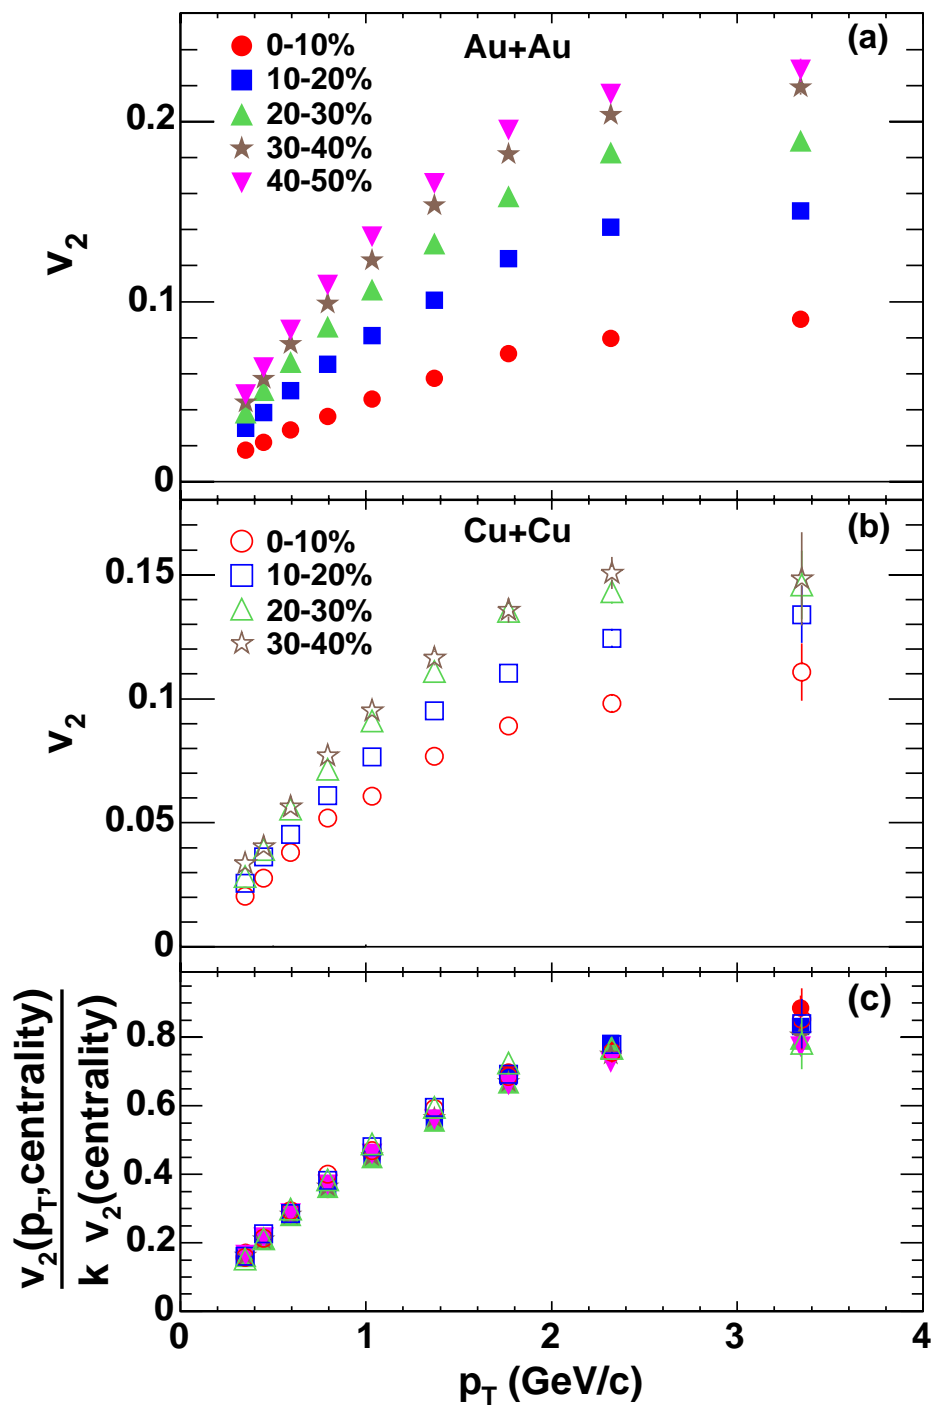 (a)
Au+Au
0-10%
10-20%
20-30%
30-40%
40-50%
0.2
0.1
0
v2
(b)
Cu+Cu
0-10%
10-20%
20-30%
30-40%
0.15
0.1
0.05
0
v2
(c)
0.8
0.6
0.4
0.2
0
v2(pT,centrality)
k v2(centrality)
0 1 2 3 4
pT (GeV/c)